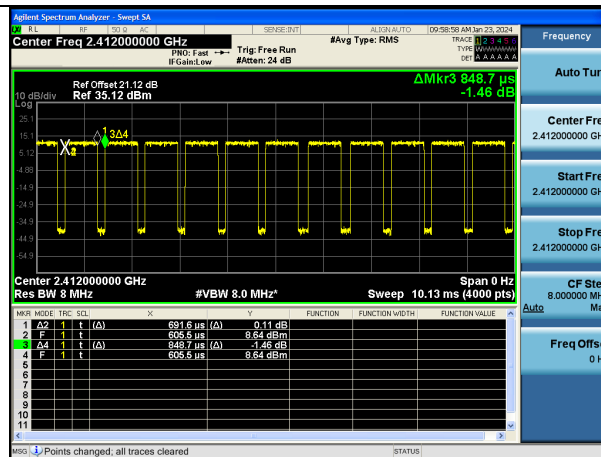 Agilent Spectrum Analyzer - Swept SA
RL RF 50 Ω AC SENSE:INT ALIGN AUTO 09:58:58 AM Jan 23, 2024
Center Freq 2.412000000 GHz #Avg Type: RMS TRACE 1 2 3 4 5 6
PNO: Fast Trig: Free Run TYPE
IFGain:Low #Atten: 24 dB DET A A A A A A
Frequency
Auto Tun
ΔMkr3 848.7 µs
-1.46 dB
Ref Offset 21.12 dB
10 dB/div Ref 35.12 dBm
Log
25.1
15.1
5.12
-4.88
-14.9
-24.9
-34.9
-44.9
-54.9
X2
1 3Δ4
Center Fre
2.412000000 GH
Start Fre
2.412000000 GH
Stop Fre
2.412000000 GH
Center 2.412000000 GHz Span 0 Hz
Res BW 8 MHz #VBW 8.0 MHz* Sweep 10.13 ms (4000 pts)
CF Ste
8.000000 MH
Auto Ma
Freq Offs
0 H
MKR MODE TRC SCL X Y FUNCTION FUNCTION WIDTH FUNCTION VALUE
1 Δ2 1 t (Δ) 691.6 µs (Δ) 0.11 dB
2 F 1 t 605.5 µs 8.64 dBm
3 Δ4 1 t (Δ) 848.7 µs (Δ) -1.46 dB
4 F 1 t 605.5 µs 8.64 dBm
5
6
7
8
9
10
11
MSG Points changed; all traces cleared STATUS